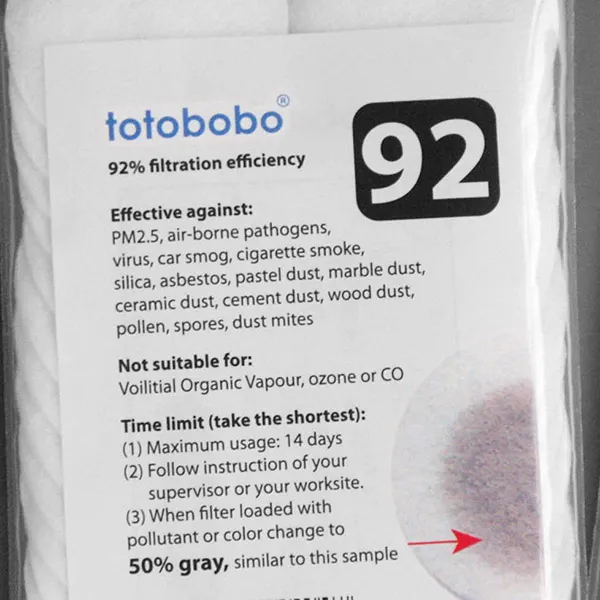 totobobo®
92
92% filtration efficiency
Effective against:
PM2.5, air-borne pathogens,
virus, car smog, cigarette smoke,
silica, asbestos, pastel dust, marble dust,
ceramic dust, cement dust, wood dust,
pollen, spores, dust mites
Not suitable for:
Voilitial Organic Vapour, ozone or CO
Time limit (take the shortest):
(1) Maximum usage: 14 days
(2) Follow instruction of your
supervisor or your worksite.
(3) When filter loaded with
pollutant or color change to
50% gray, similar to this sample